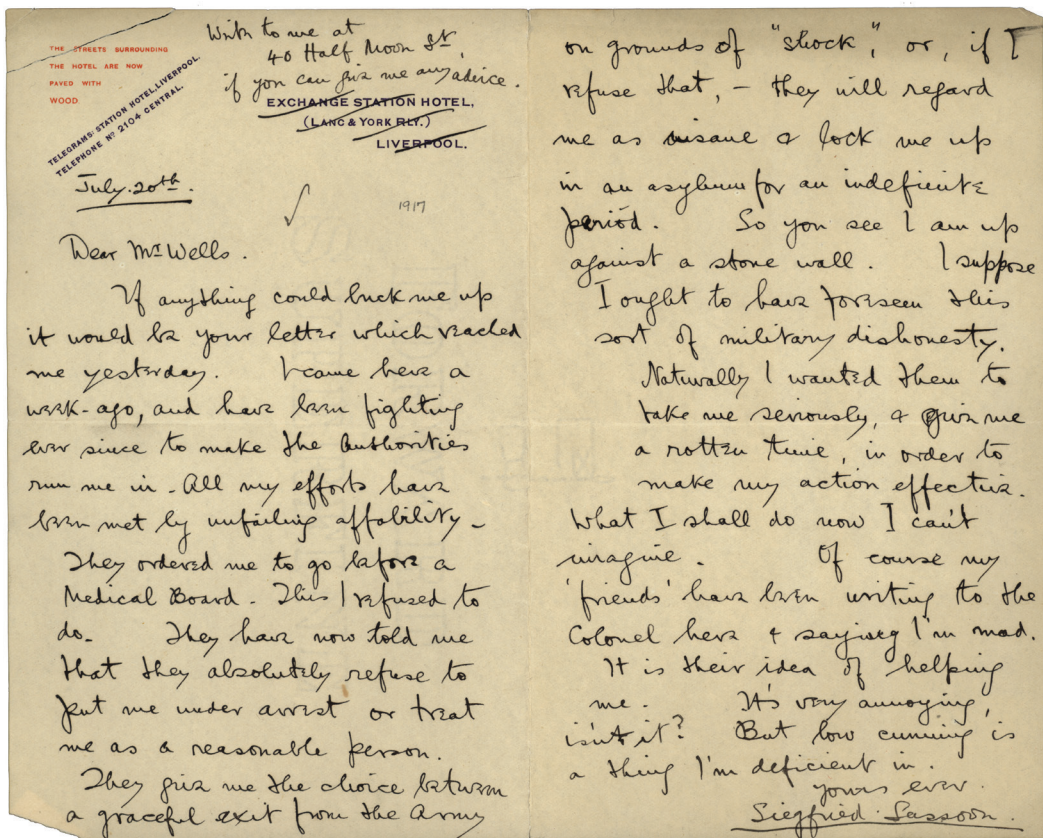 THE STREETS SURROUNDING
THE HOTEL ARE NOW
PAVED WITH
WOOD.
TELEGRAMS: STATION HOTEL, LIVERPOOL.
TELEPHONE Nº 2104 CENTRAL.
Write to me at
40 Half Moon St,
if you can give me any advice.
EXCHANGE STATION HOTEL,
(LANC & YORK RLY.)
LIVERPOOL.
July. 20th.
1917
Dear Mr Wells.
If anything could buck me up
it would be your letter which reached
me yesterday. I came here a
week-ago, and have been fighting
ever since to make the authorities
run me in. All my efforts have
been met by unfailing affability.
They ordered me to go before a
Medical Board. This I refused to
do. They have now told me
that they absolutely refuse to
put me under arrest or treat
me as a reasonable person.
They give me the choice between
a graceful exit from the Army
on grounds of "shock", or, if I
refuse that, – they will regard
me as insane & lock me up
in an asylum for an indefinite
period. So you see I am up
against a stone wall. I suppose
I ought to have foreseen this
sort of military dishonesty.
Naturally I wanted them to
take me seriously, & give me
a rotten time, in order to
make my action effective.
What I shall do now I can't
imagine. Of course my
'friends' have been writing to the
Colonel here & saying I'm mad.
It is their idea of helping
me. It's very annoying,
isn't it? But low cunning is
a thing I'm deficient in.
yours ever.
Siegfried. Sassoon.